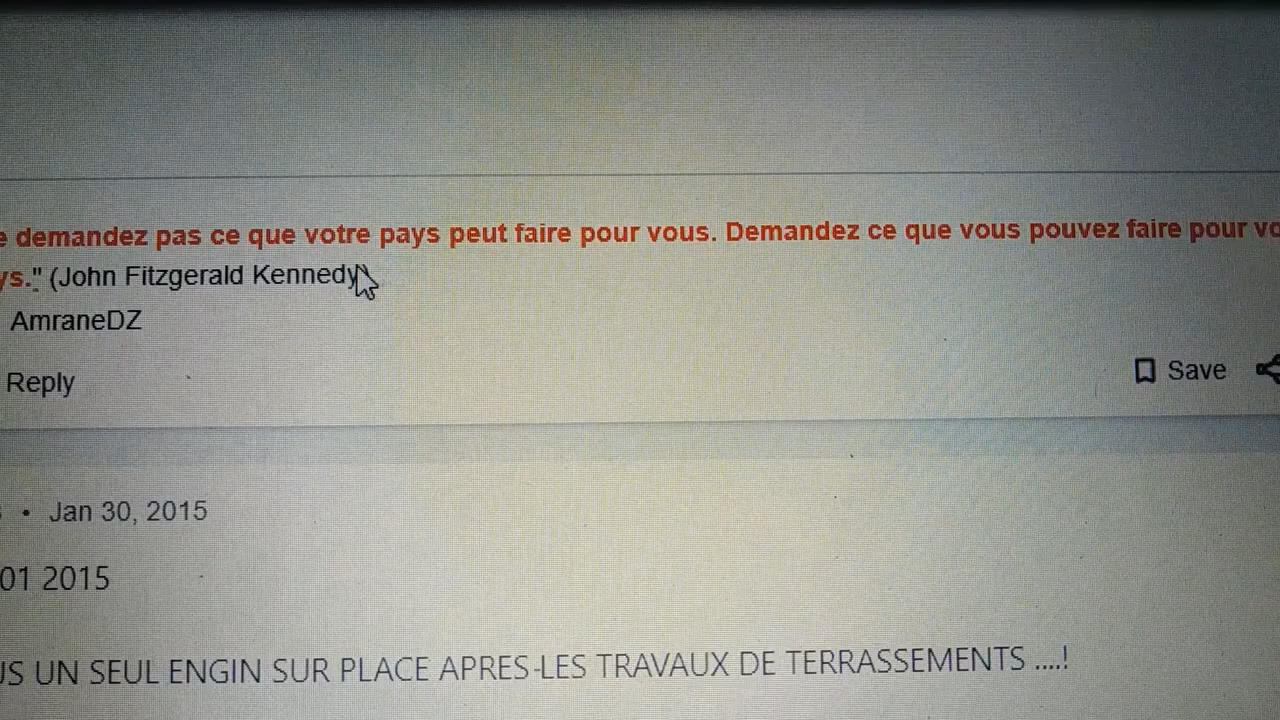 e demandez pas ce que votre pays peut faire pour vous. Demandez ce que vous pouvez faire pour vo
ys." (John Fitzgerald Kennedy)
AmraneDZ
Reply
Save
• Jan 30, 2015
01 2015
US UN SEUL ENGIN SUR PLACE APRES-LES TRAVAUX DE TERRASSEMENTS ....!